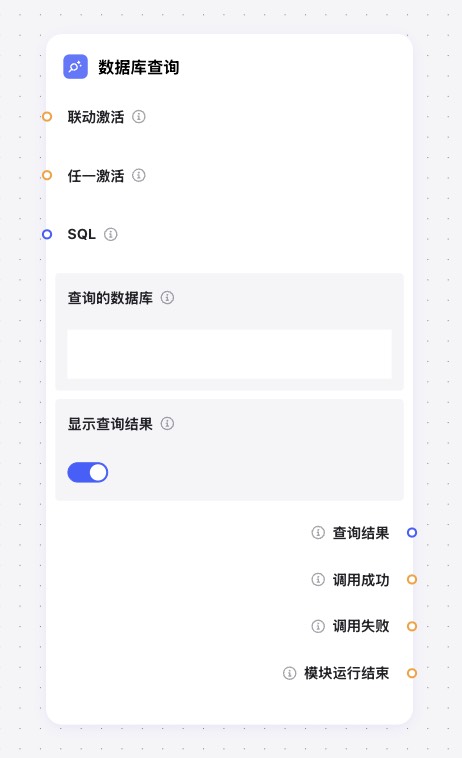 数据库查询
联动激活
任一激活
SQL
查询的数据库
显示查询结果
查询结果
调用成功
调用失败
模块运行结束